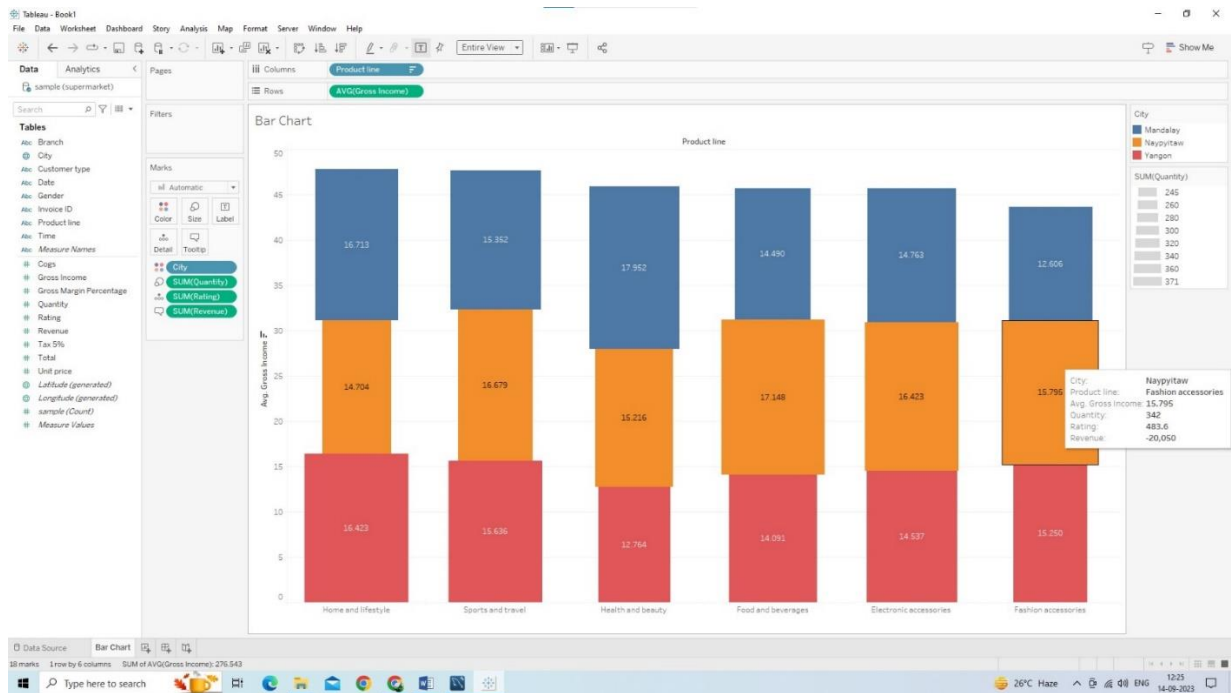 Tableau - Book1
File Data Worksheet Dashboard Story Analysis Map Format Server Window Help
Entire View
Show Me
Data Analytics
sample (supermarket)
Search
Tables
Abc Branch
City
Abc Customer type
Abc Date
Abc Gender
Abc Invoice ID
Abc Product line
Abc Time
Abc Measure Names
# Cogs
# Gross Income
# Gross Margin Percentage
# Quantity
# Rating
# Revenue
# Tax 5%
# Total
# Unit price
Latitude (generated)
Longitude (generated)
# sample (Count)
# Measure Values
Pages
Filters
Marks
Automatic
Color Size Label
Detail Tooltip
City
SUM(Quantity)
SUM(Rating)
SUM(Revenue)
Columns Product line
Rows AVG(Gross Income)
Bar Chart
Product line
Avg. Gross Income
50
45
40
35
30
25
20
15
10
5
0
16.713 15.352 17.952 14.490 14.763 12.606
14.704 16.679 15.216 17.148 16.423 15.795
16.423 15.636 12.764 14.091 14.537 15.250
Home and lifestyle Sports and travel Health and beauty Food and beverages Electronic accessories Fashion accessories
City: Naypyitaw
Product line: Fashion accessories
Avg. Gross Income: 15.795
Quantity: 342
Rating: 483.6
Revenue: -20,050
City
Mandalay
Naypyitaw
Yangon
SUM(Quantity)
245
260
280
300
320
340
360
371
Data Source Bar Chart
18 marks 1 row by 6 columns SUM of AVG(Gross Income): 276.543
Type here to search
26°C Haze ENG 12:25
14-09-2023